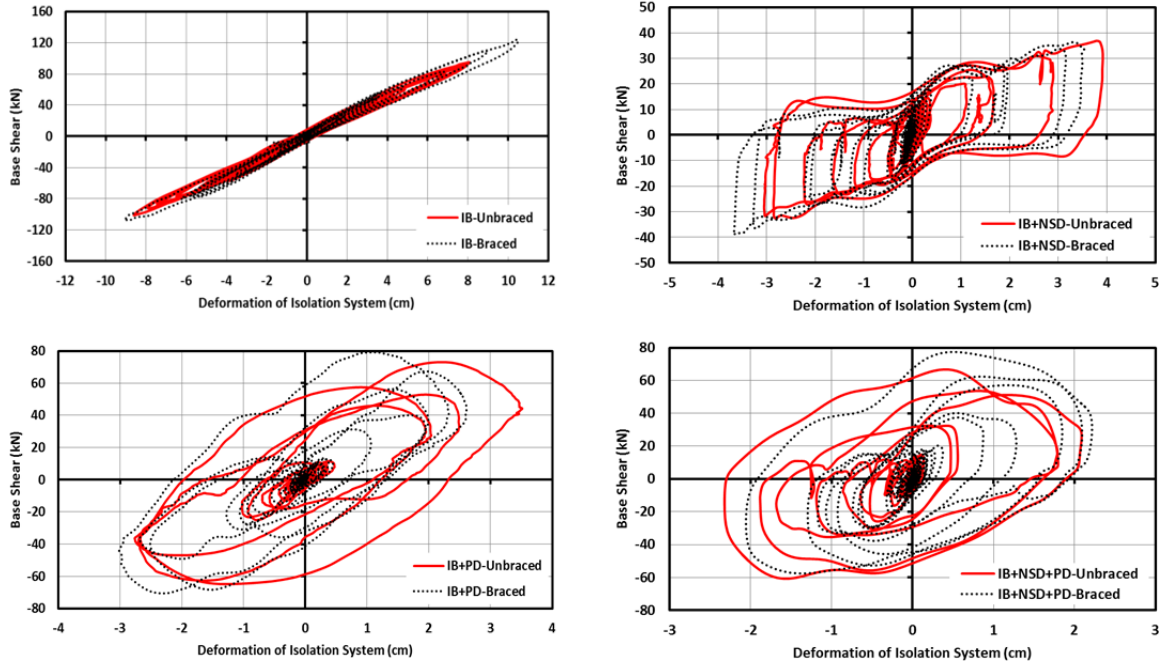 160
120
80
40
0
-40
-80
-120
-160
Base Shear (kN)
-12 -10 -8 -6 -4 -2 0 2 4 6 8 10 12
Deformation of Isolation System (cm)
IB-Unbraced
IB-Braced
50
40
30
20
10
0
-10
-20
-30
-40
-50
Base Shear (kN)
-5 -4 -3 -2 -1 0 1 2 3 4 5
Deformation of Isolation System (cm)
IB+NSD-Unbraced
IB+NSD-Braced
80
60
40
20
0
-20
-40
-60
-80
Base Shear (kN)
-4 -3 -2 -1 0 1 2 3 4
Deformation of Isolation System (cm)
IB+PD-Unbraced
IB+PD-Braced
80
60
40
20
0
-20
-40
-60
80
Base Shear (kN)
-3 -2 -1 0 1 2 3
Deformation of Isolation System (cm)
IB+NSD+PD-Unbraced
IB+NSD+PD-Braced